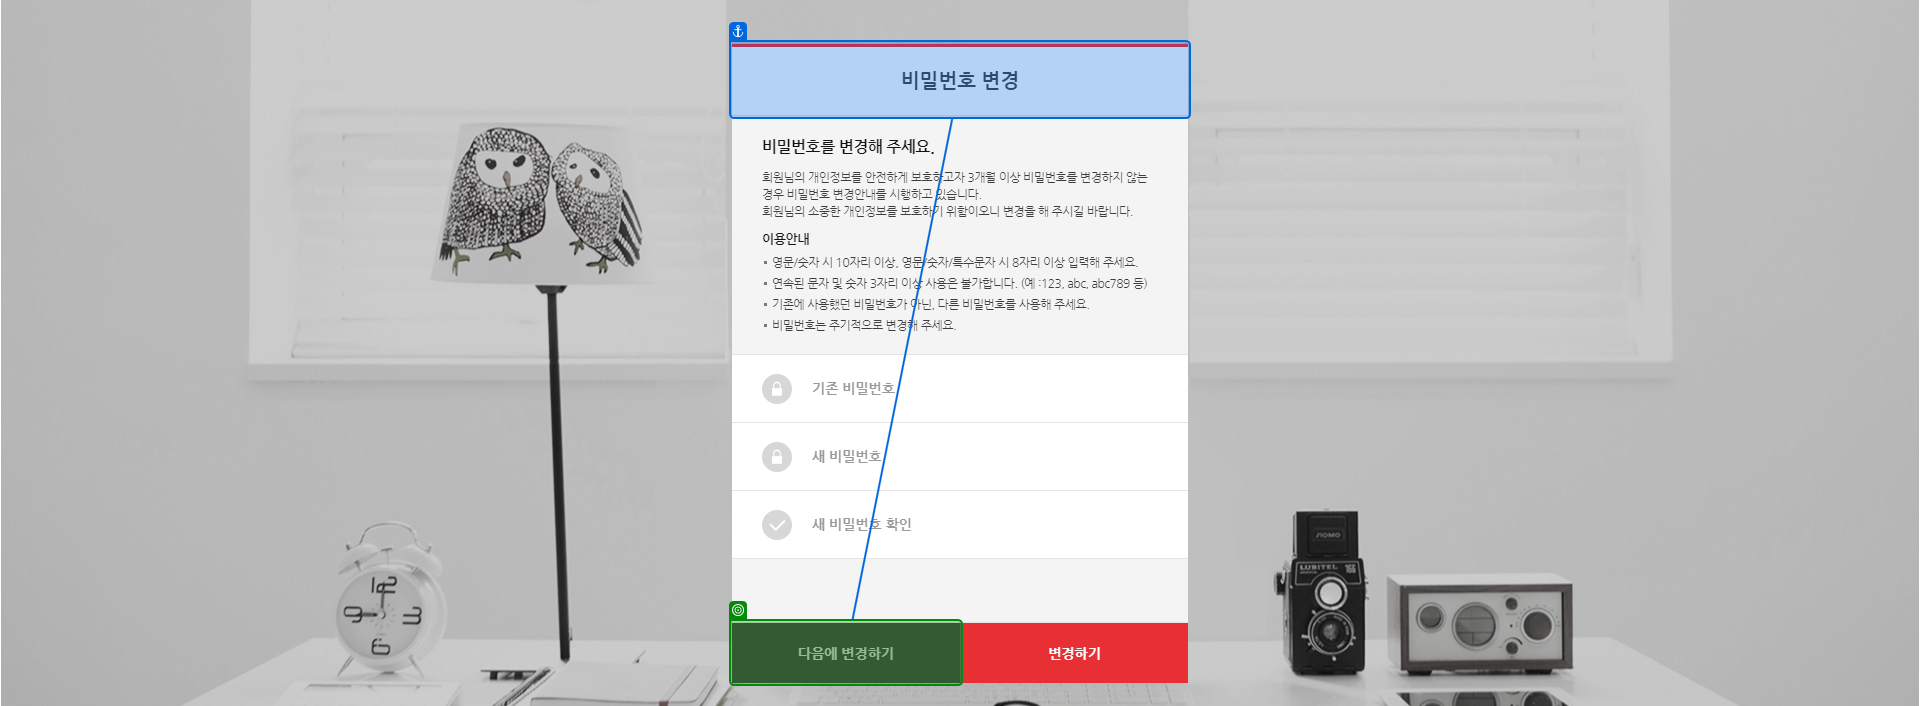 비밀번호 변경
비밀번호를 변경해 주세요.
회원님의 개인정보를 안전하게 보호하고자 3개월 이상 비밀번호를 변경하지 않는
경우 비밀번호 변경안내를 시행하고 있습니다.
회원님의 소중한 개인정보를 보호하기 위함이오니 변경을 해 주시길 바랍니다.
이용안내
영문/숫자 시 10자리 이상, 영문/숫자/특수문자 시 8자리 이상 입력해 주세요.
연속된 문자 및 숫자 3자리 이상 사용은 불가합니다. (예 :123, abc, abc789 등)
기존에 사용했던 비밀번호가 아닌, 다른 비밀번호를 사용해 주세요.
비밀번호는 주기적으로 변경해 주세요.
기존 비밀번호
새 비밀번호
새 비밀번호 확인
다음에 변경하기
변경하기
12
9
3
6
LUBITEL 166